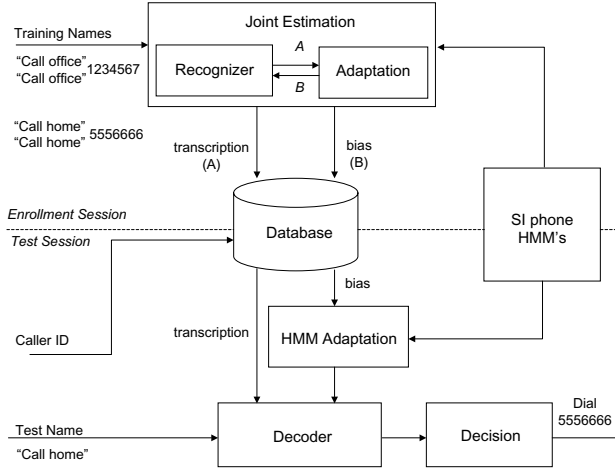 Joint Estimation
Training Names
A
Recognizer
Adaptation
B
“Call office” 1234567
“Call office”
“Call home” 5556666
“Call home”
transcription
(A)
bias
(B)
SI phone
HMM's
Enrollment Session
Database
Test Session
bias
transcription
Caller ID
HMM Adaptation
Dial
5556666
Test Name
Decoder
Decision
“Call home”